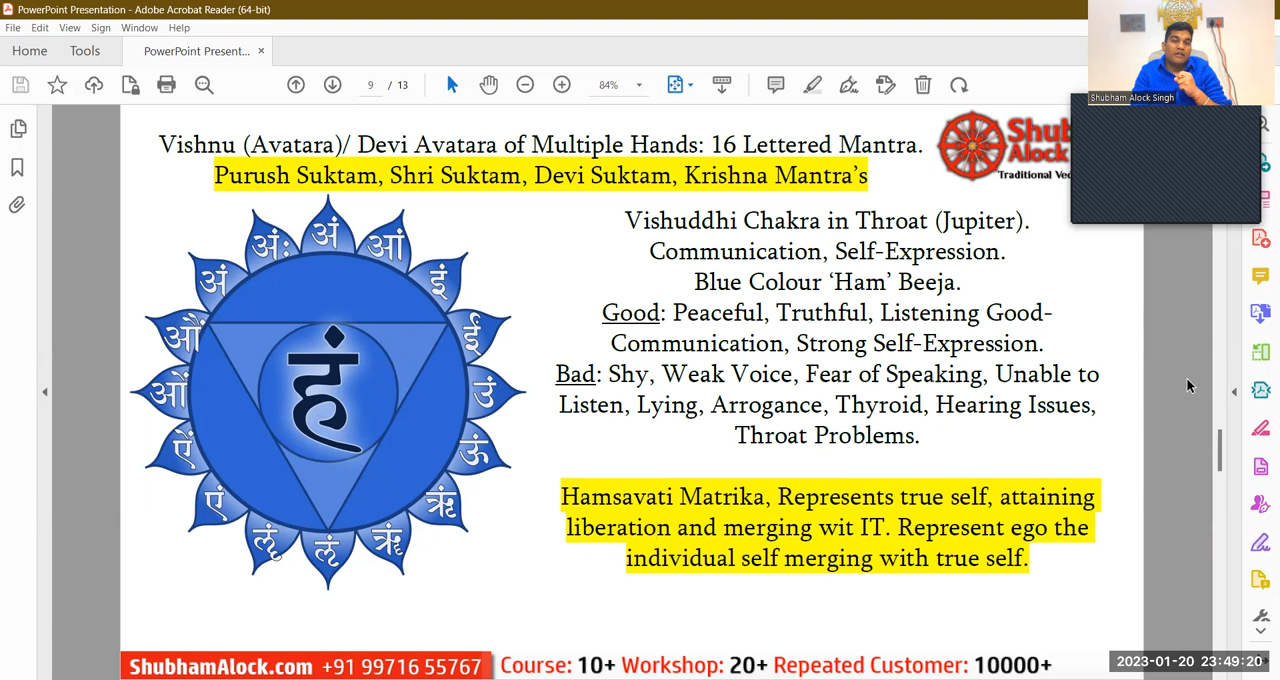 PowerPoint Presentation - Adobe Acrobat Reader (64-bit)
File Edit View Sign Window Help
Home Tools PowerPoint Present... ×
9 / 13 84%
Shubham Alock Singh
Vishnu (Avatara)/ Devi Avatara of Multiple Hands: 16 Lettered Mantra.
Purush Suktam, Shri Suktam, Devi Suktam, Krishna Mantra's
Shub
Alock
Traditional Ved
Vishuddhi Chakra in Throat (Jupiter).
Communication, Self-Expression.
Blue Colour ‘Ham’ Beeja.
Good: Peaceful, Truthful, Listening Good-
Communication, Strong Self-Expression.
Bad: Shy, Weak Voice, Fear of Speaking, Unable to
Listen, Lying, Arrogance, Thyroid, Hearing Issues,
Throat Problems.
Hamsavati Matrika, Represents true self, attaining
liberation and merging wit IT. Represent ego the
individual self merging with true self.
अं
आं
इं
ईं
उं
ऊं
ऋं
ॠं
लृं
ॡं
एं
ऐं
ओं
औं
अं
अंः
हं
ShubhamAlock.com +91 99716 55767 Course: 10+ Workshop: 20+ Repeated Customer: 10000+
2023-01-20 23:49:20